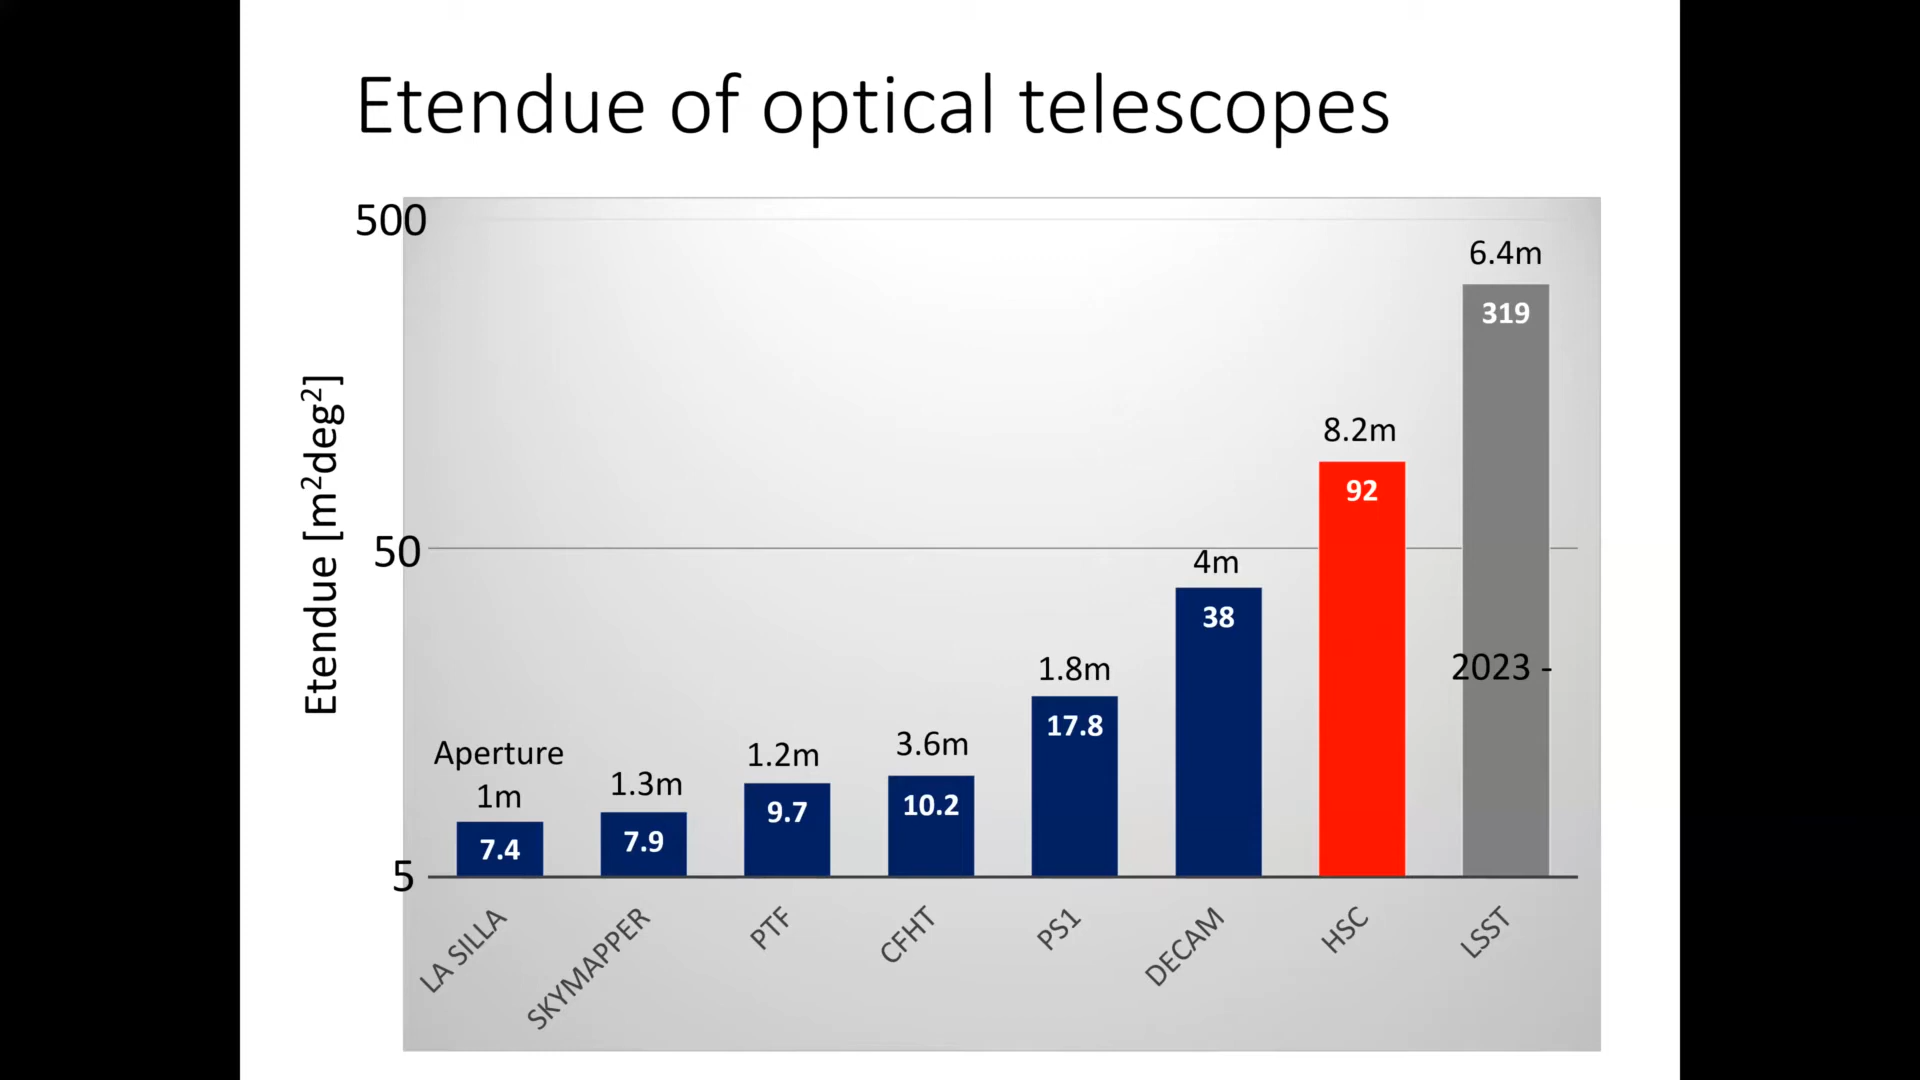 Etendue of optical telescopes
Etendue [m²deg²]
500
50
5
Aperture
1m
1.3m
1.2m
3.6m
1.8m
4m
8.2m
6.4m
7.4
7.9
9.7
10.2
17.8
38
92
319
2023 -
LA SILLA
SKYMAPPER
PTF
CFHT
PS1
DECAM
HSC
LSST